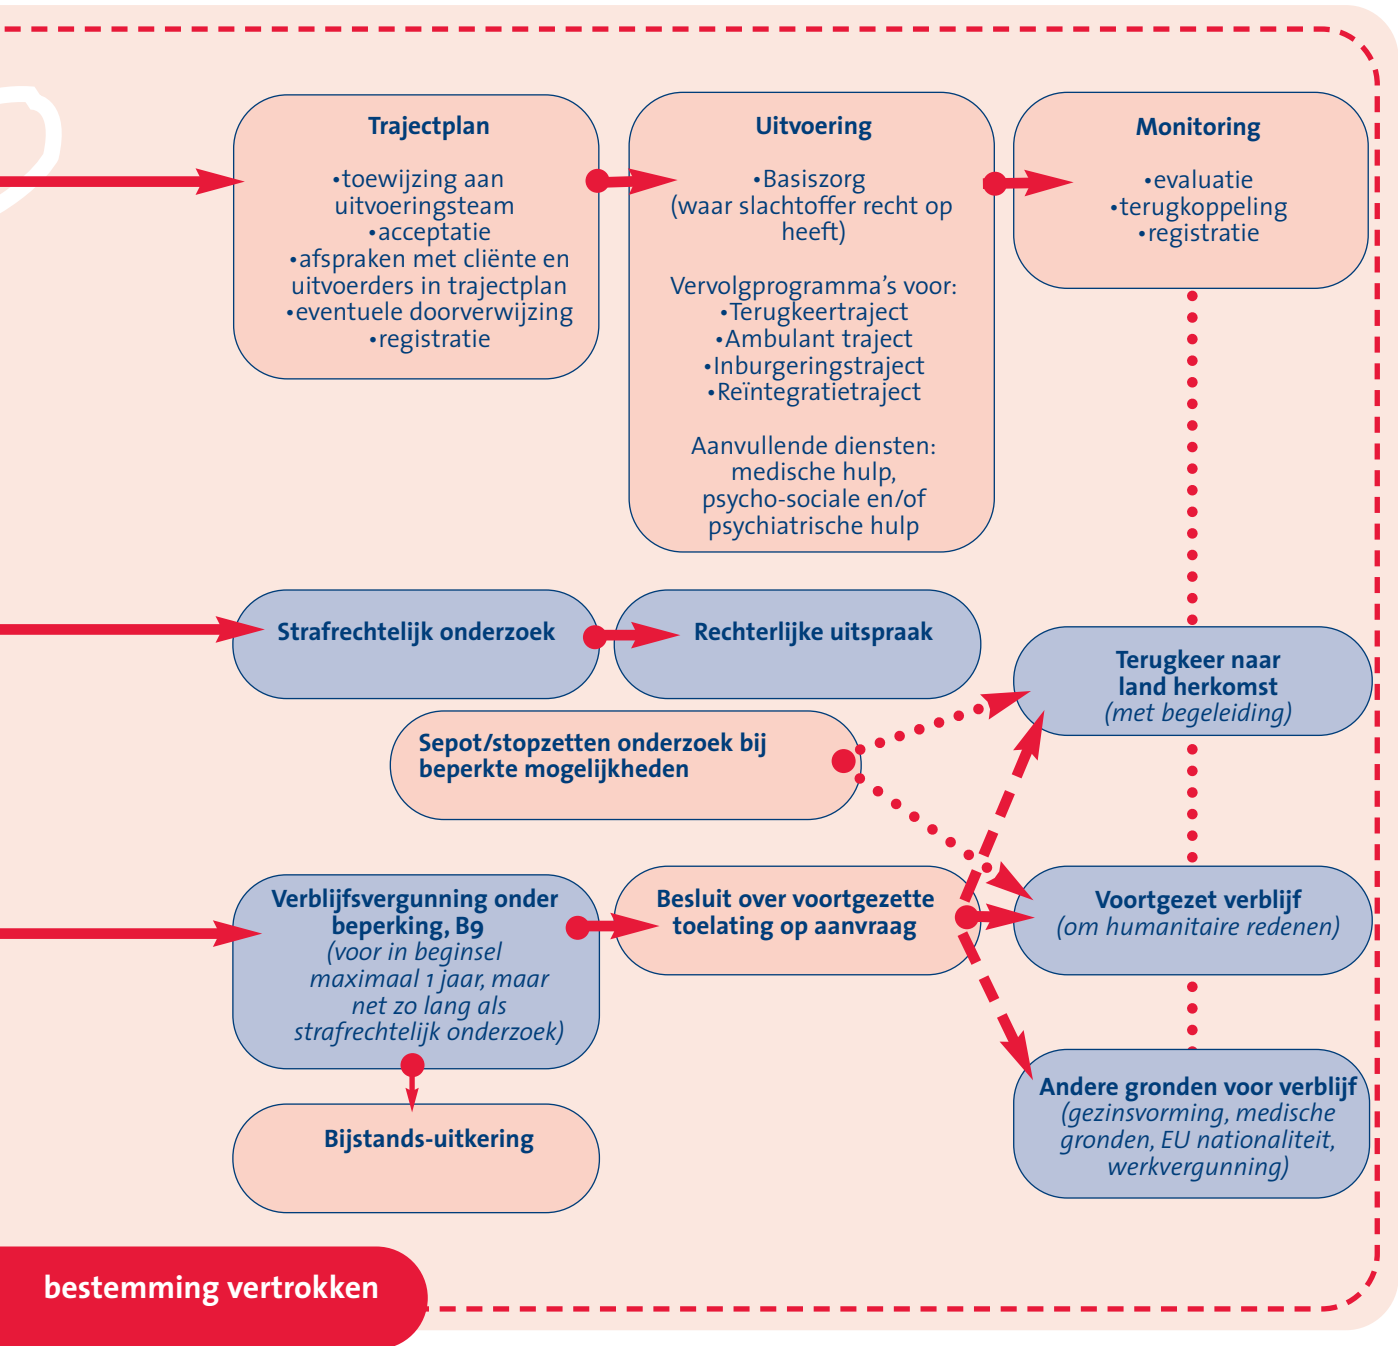 Trajectplan
•toewijzing aan
uitvoeringsteam
•acceptatie
•afspraken met cliënte en
uitvoerders in trajectplan
•eventuele doorverwijzing
•registratie
Uitvoering
•Basiszorg
(waar slachtoffer recht op
heeft)
Vervolgprogramma's voor:
•Terugkeertraject
•Ambulant traject
•Inburgeringstraject
•Reïntegratietraject
Aanvullende diensten:
medische hulp,
psycho-sociale en/of
psychiatrische hulp
Monitoring
•evaluatie
•terugkoppeling
•registratie
Strafrechtelijk onderzoek
Rechterlijke uitspraak
Terugkeer naar
land herkomst
(met begeleiding)
Sepot/stopzetten onderzoek bij
beperkte mogelijkheden
Verblijfsvergunning onder
beperking, B9
(voor in beginsel
maximaal 1 jaar, maar
net zo lang als
strafrechtelijk onderzoek)
Besluit over voortgezette
toelating op aanvraag
Voortgezet verblijf
(om humanitaire redenen)
Andere gronden voor verblijf
(gezinsvorming, medische
gronden, EU nationaliteit,
werkvergunning)
Bijstands-uitkering
bestemming vertrokken